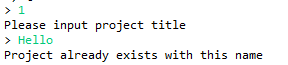 > 1
Please input project title
> Hello
Project already exists with this name